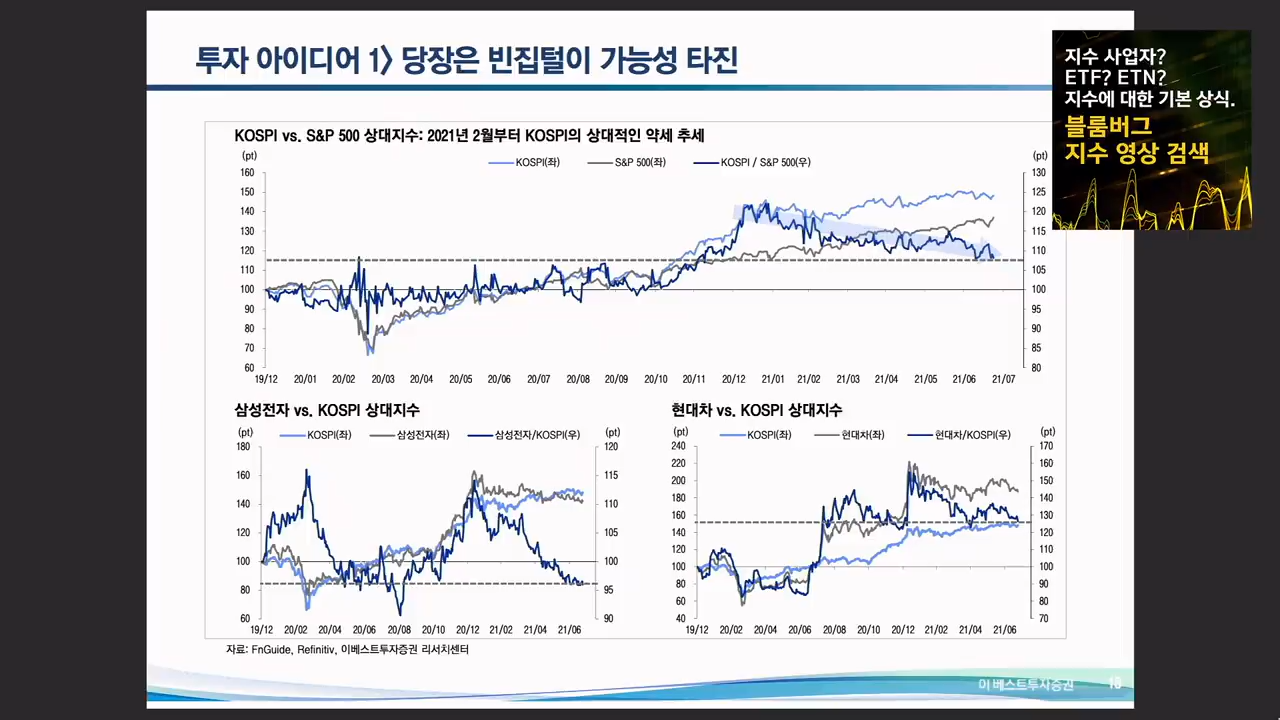 투자 아이디어 1> 당장은 빈집털이 가능성 타진
지수 사업자?
ETF? ETN?
지수에 대한 기본 상식.
블룸버그
지수 영상 검색
KOSPI vs. S&P 500 상대지수: 2021년 2월부터 KOSPI의 상대적인 약세 추세
(pt) (pt)
KOSPI(좌) S&P 500(좌) KOSPI / S&P 500(우)
160 130
150 125
140 120
130 115
120 110
110 105
100 100
90 95
80 90
70 85
60 80
19/12 20/01 20/02 20/03 20/04 20/05 20/06 20/07 20/08 20/09 20/10 20/11 20/12 21/01 21/02 21/03 21/04 21/05 21/06 21/07
삼성전자 vs. KOSPI 상대지수
(pt) (pt)
KOSPI(좌) 삼성전자(좌) 삼성전자/KOSPI(우)
180 120
160 115
140 110
120 105
100 100
80 95
60 90
19/12 20/02 20/04 20/06 20/08 20/10 20/12 21/02 21/04 21/06
현대차 vs. KOSPI 상대지수
(pt) (pt)
KOSPI(좌) 현대차(좌) 현대차/KOSPI(우)
240 170
220 160
200 150
180 140
160 130
140 120
120 110
100 100
80 90
60 80
40 70
19/12 20/02 20/04 20/06 20/08 20/10 20/12 21/02 21/04 21/06
자료: FnGuide, Refinitiv, 이베스트투자증권 리서치센터
이베스트투자증권